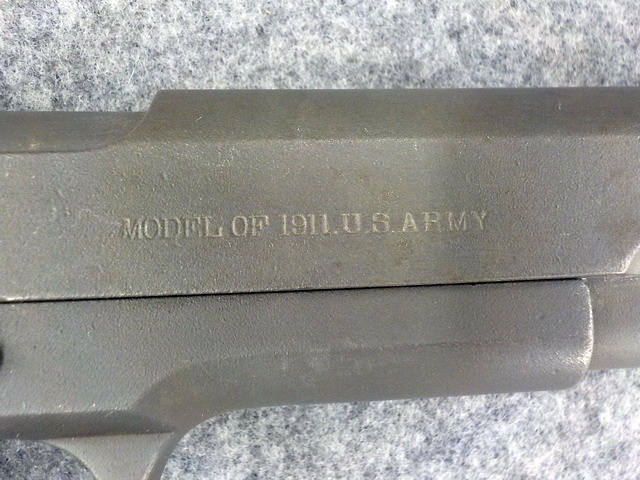 MODEL OF 1911. U.S. ARMY